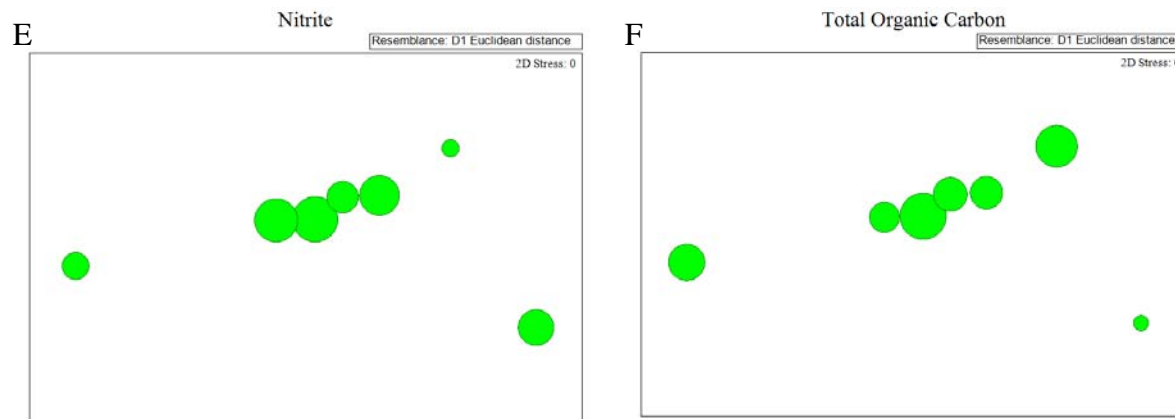 E
Nitrite
Resemblance: D1 Euclidean distance
2D Stress: 0
F
Total Organic Carbon
Resemblance: D1 Euclidean distance
2D Stress: